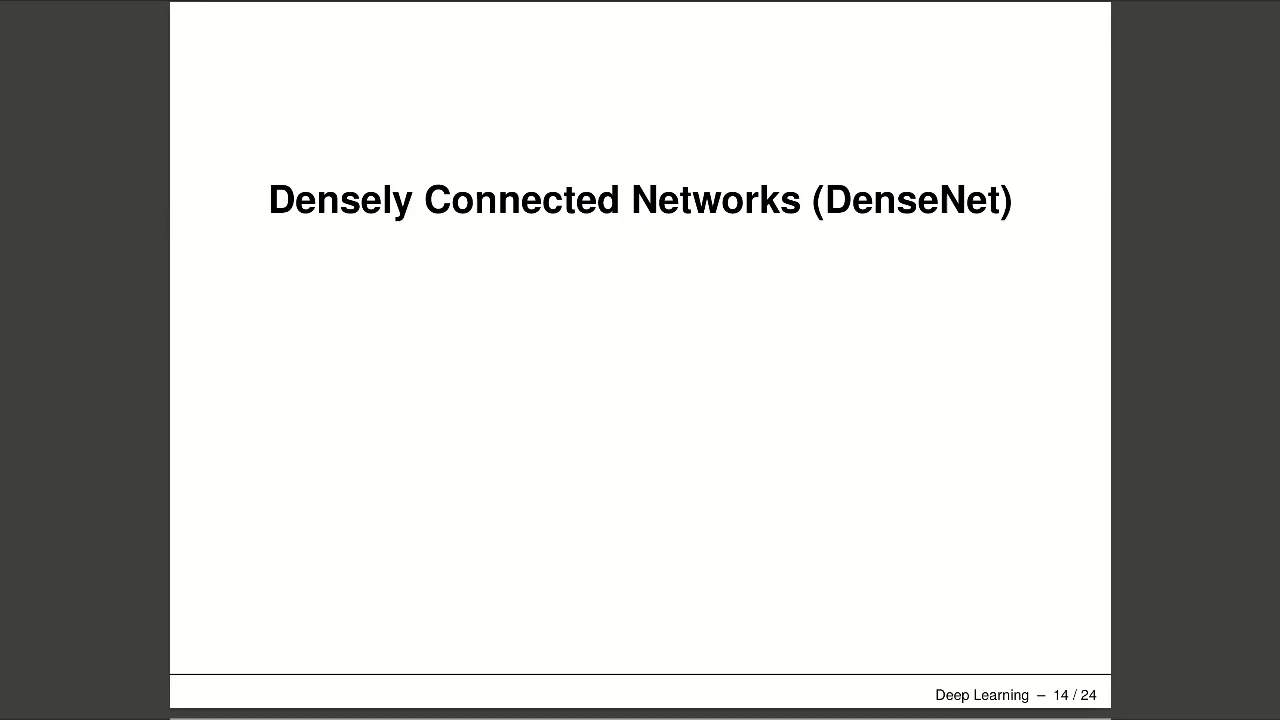 Densely Connected Networks (DenseNet)
Deep Learning – 14 / 24